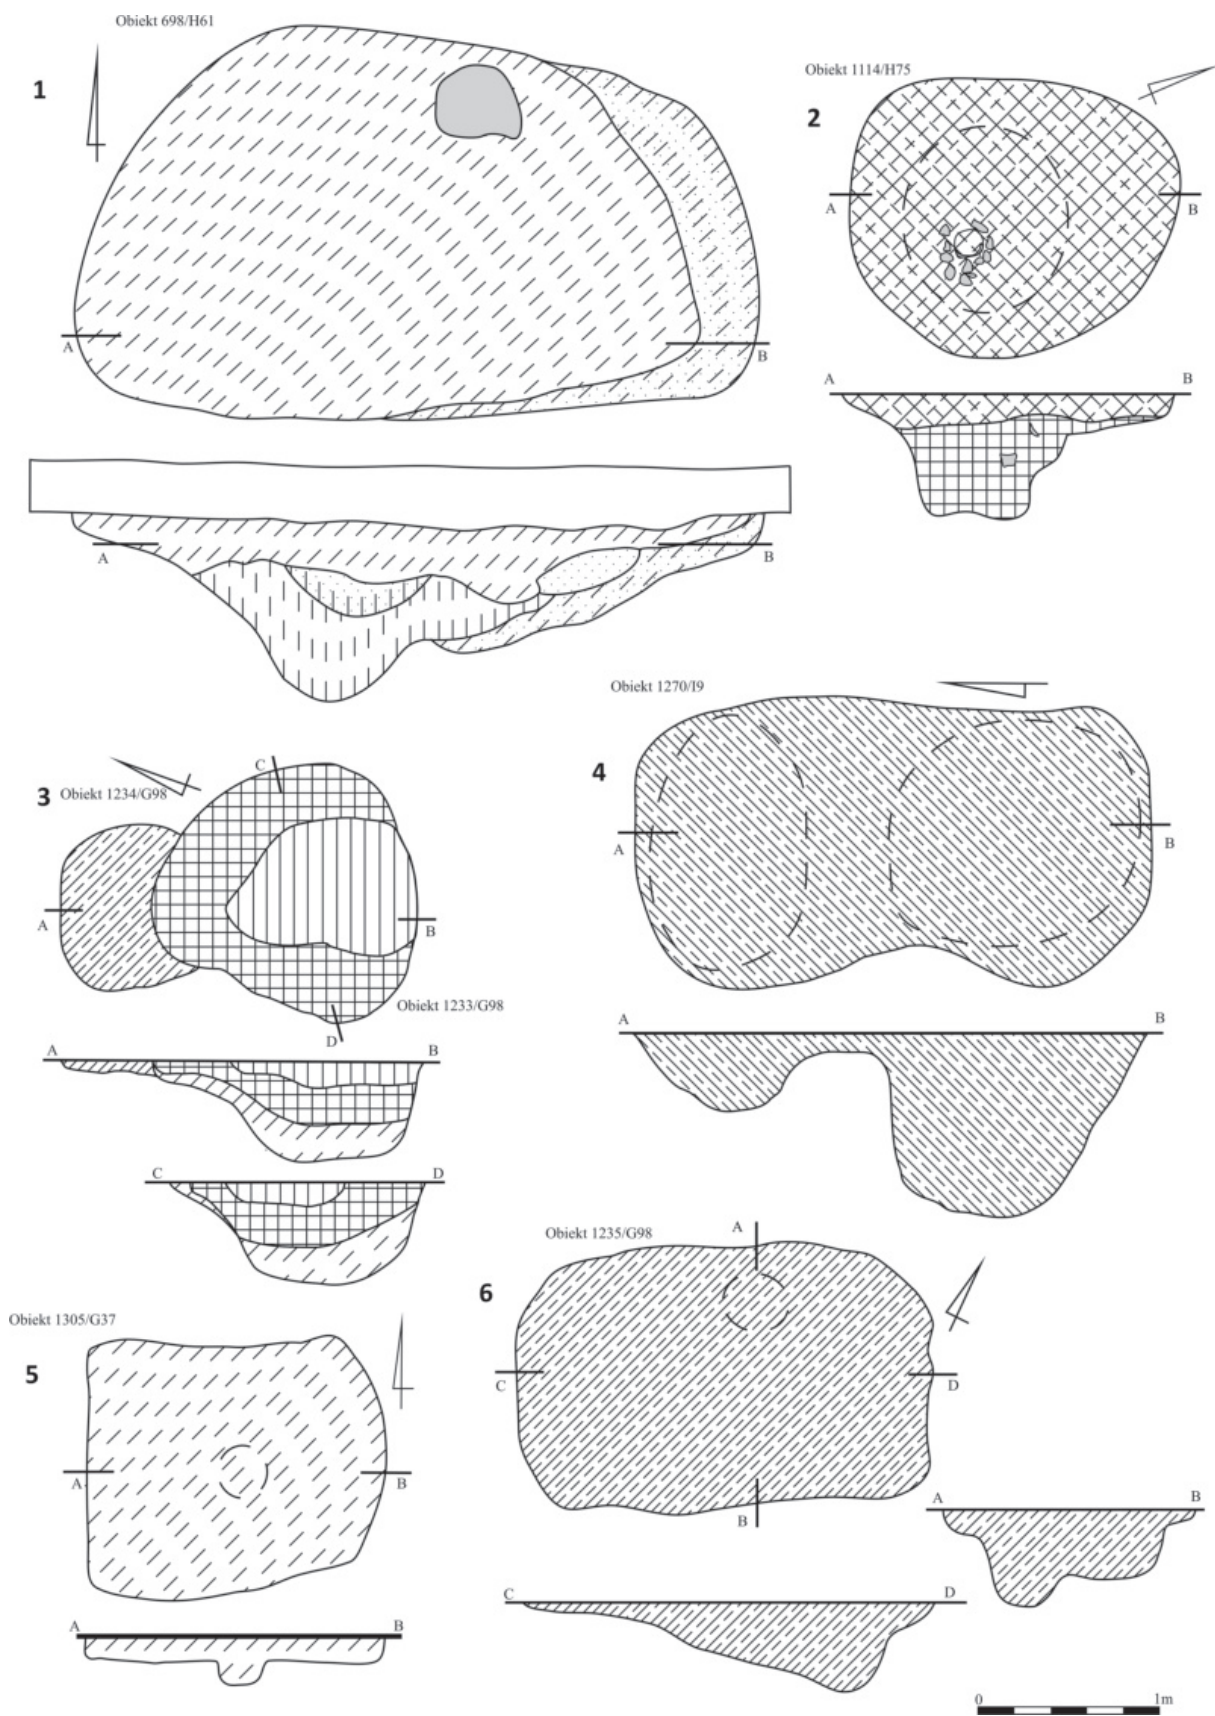 Obiekt 698/H61
1
A
B
A
B
Obiekt 1114/H75
2
A
B
A
B
3
Obiekt 1234/G98
C
A
B
Obiekt 1233/G98
D
A
B
C
D
Obiekt 1270/I9
4
A
B
A
B
Obiekt 1305/G37
5
A
B
A
B
Obiekt 1235/G98
6
A
C
D
B
A
B
C
D
0
1m